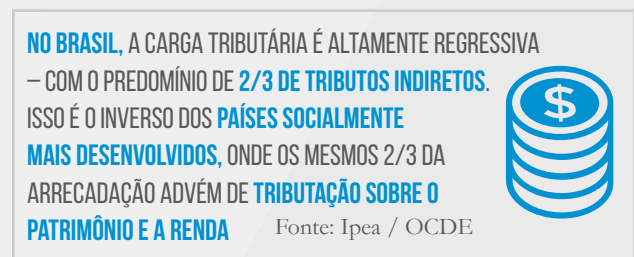 NO BRASIL, A CARGA TRIBUTÁRIA É ALTAMENTE REGRESSIVA
– COM O PREDOMÍNIO DE 2/3 DE TRIBUTOS INDIRETOS.
ISSO É O INVERSO DOS PAÍSES SOCIALMENTE
MAIS DESENVOLVIDOS, ONDE OS MESMOS 2/3 DA
ARRECADAÇÃO ADVÉM DE TRIBUTAÇÃO SOBRE O
PATRIMÔNIO E A RENDA Fonte: Ipea / OCDE
$